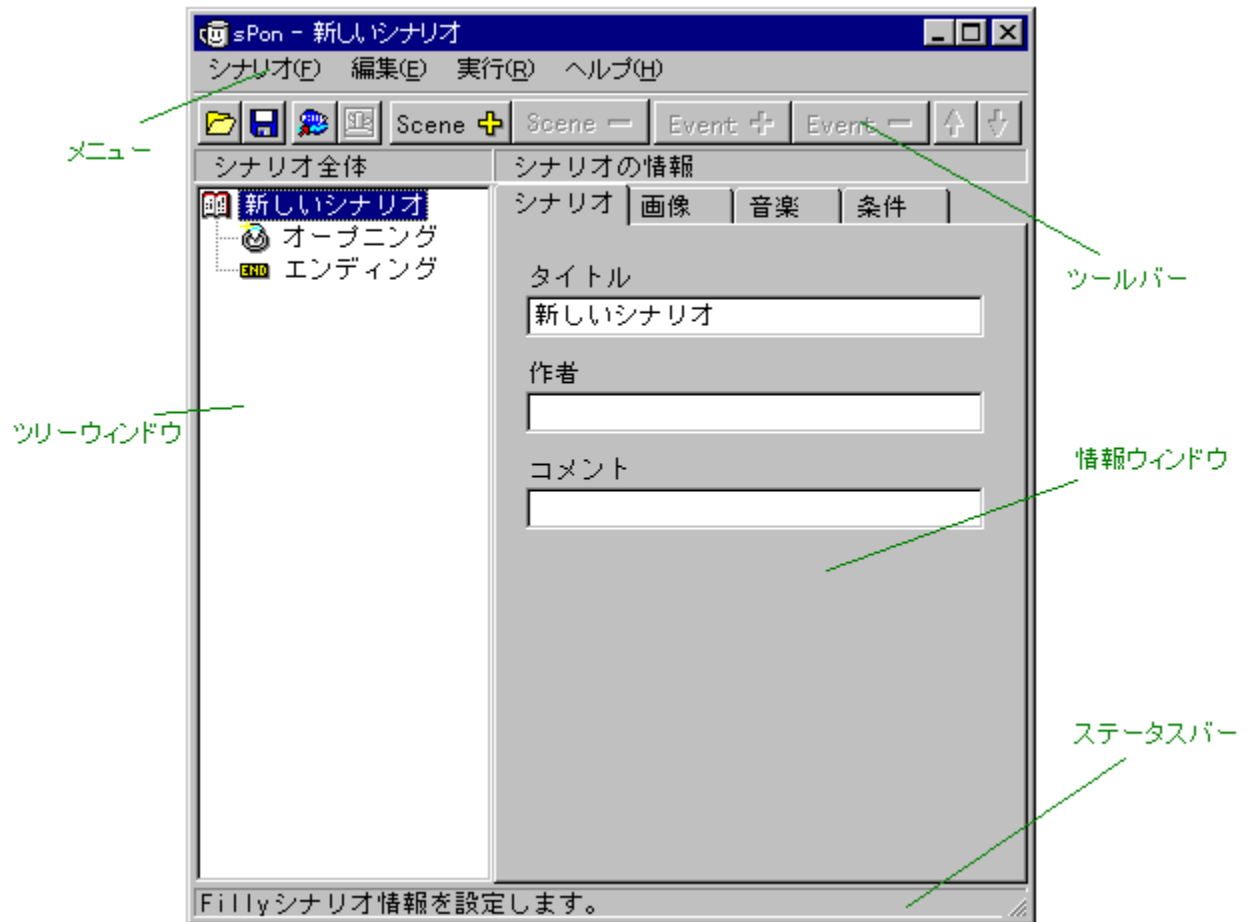 sPon - 新しいシナリオ
シナリオ(F) 編集(E) 実行(R) ヘルプ(H)
Scene Scene Event Event
メニュー
シナリオ全体
シナリオの情報
新しいシナリオ
オープニング
END エンディング
シナリオ 画像 音楽 条件
ツールバー
タイトル
新しいシナリオ
作者
ツリーウィンドウ
情報ウィンドウ
コメント
ステータスバー
Fillyシナリオ情報を設定します。